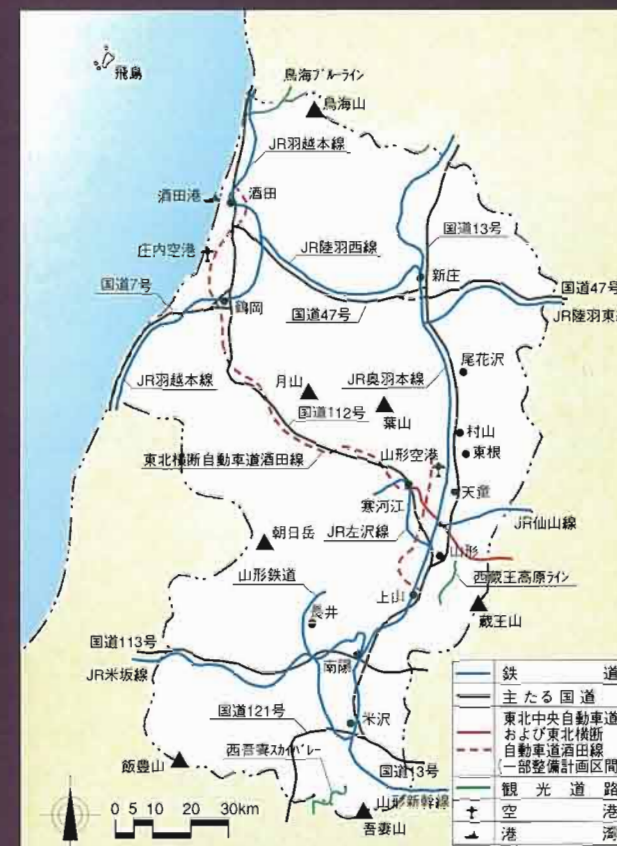 飛島
鳥海ブルーライン
鳥海山
JR羽越本線
酒田港
酒田
国道13号
庄内空港
JR陸羽西線
新庄
国道7号
国道47号
鶴岡
国道47号
JR陸羽東
尾花沢
月山
JR奥羽本線
JR羽越本線
葉山
国道112号
村山
東北横断自動車道酒田線
山形空港
東根
寒河江
天童
JR左沢線
JR仙山線
朝日岳
山形
山形鉄道
西蔵王高原ライン
上山
蔵王山
長井
国道113号
南陽
JR米坂線
国道121号
米沢
西吾妻スカイバレー
飯豊山
国道13号
山形新幹線
吾妻山
0 5 10 20 30km
鉄道
主たる国道
東北中央自動車道
および東北横断
自動車道酒田線
(一部整備計画区間
観光道路
空港
港湾